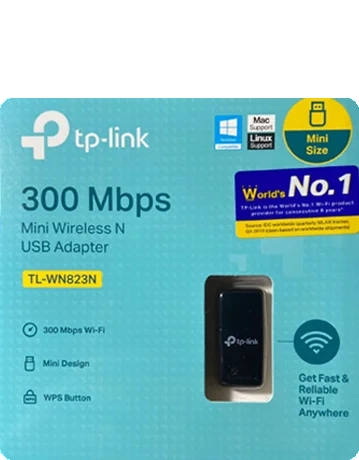 tp-link
Windows
Compatible
Mac
Support
Linux
Support
Mini
Size
World's No.1
TP-Link is the World's No.1 Wi-Fi product
provider for consecutive 8 years*
300 Mbps
Mini Wireless N
USB Adapter
TL-WN823N
300 Mbps Wi-Fi
Mini Design
WPS Button
tp-link
Get Fast &
Reliable
Wi-Fi
Anywhere